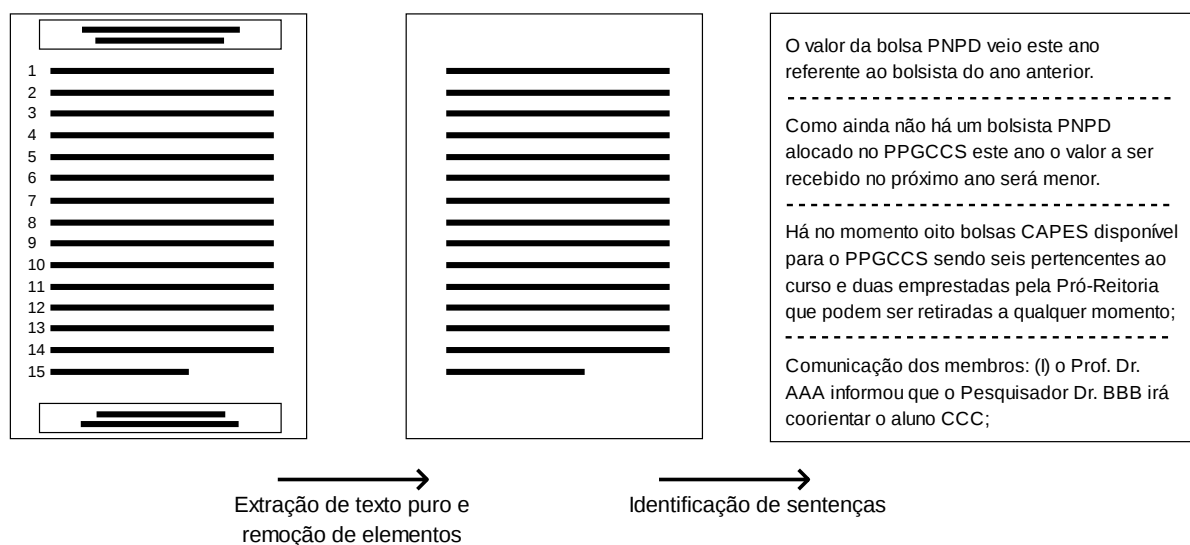 1
2
3
4
5
6
7
8
9
10
11
12
13
14
15
O valor da bolsa PNPD veio este ano
referente ao bolsista do ano anterior.
Como ainda não há um bolsista PNPD
alocado no PPGCCS este ano o valor a ser
recebido no próximo ano será menor.
Há no momento oito bolsas CAPES disponível
para o PPGCCS sendo seis pertencentes ao
curso e duas emprestadas pela Pró-Reitoria
que podem ser retiradas a qualquer momento;
Comunicação dos membros: (I) o Prof. Dr.
AAA informou que o Pesquisador Dr. BBB irá
coorientar o aluno CCC;
Extração de texto puro e
remoção de elementos
Identificação de sentenças